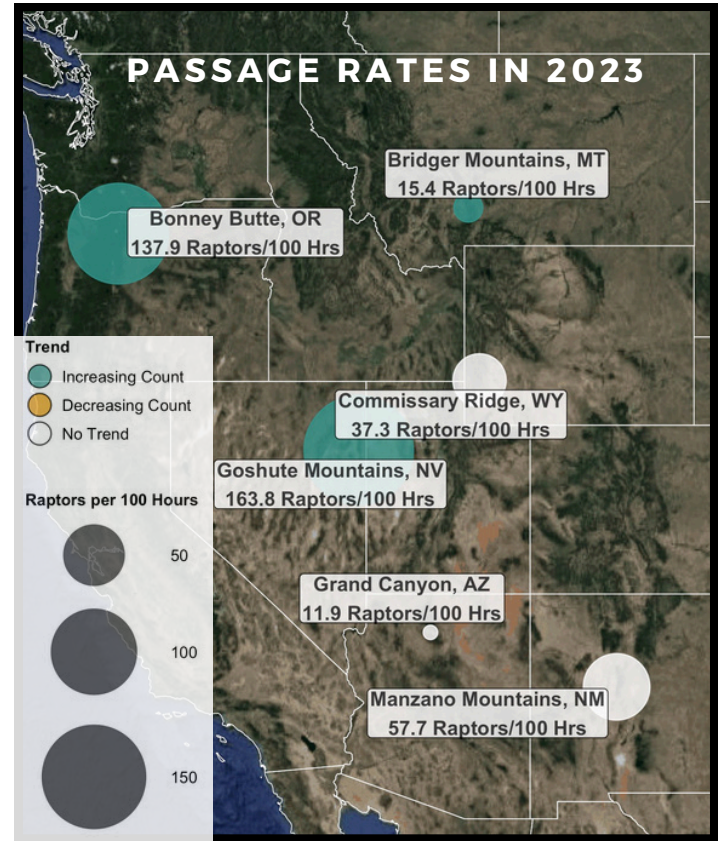 PASSAGE RATES IN 2023
Bridger Mountains, MT
15.4 Raptors/100 Hrs
Bonney Butte, OR
137.9 Raptors/100 Hrs
Trend
Increasing Count
Decreasing Count
No Trend
Commissary Ridge, WY
37.3 Raptors/100 Hrs
Goshute Mountains, NV
163.8 Raptors/100 Hrs
Raptors per 100 Hours
50
100
150
Grand Canyon, AZ
11.9 Raptors/100 Hrs
Manzano Mountains, NM
57.7 Raptors/100 Hrs